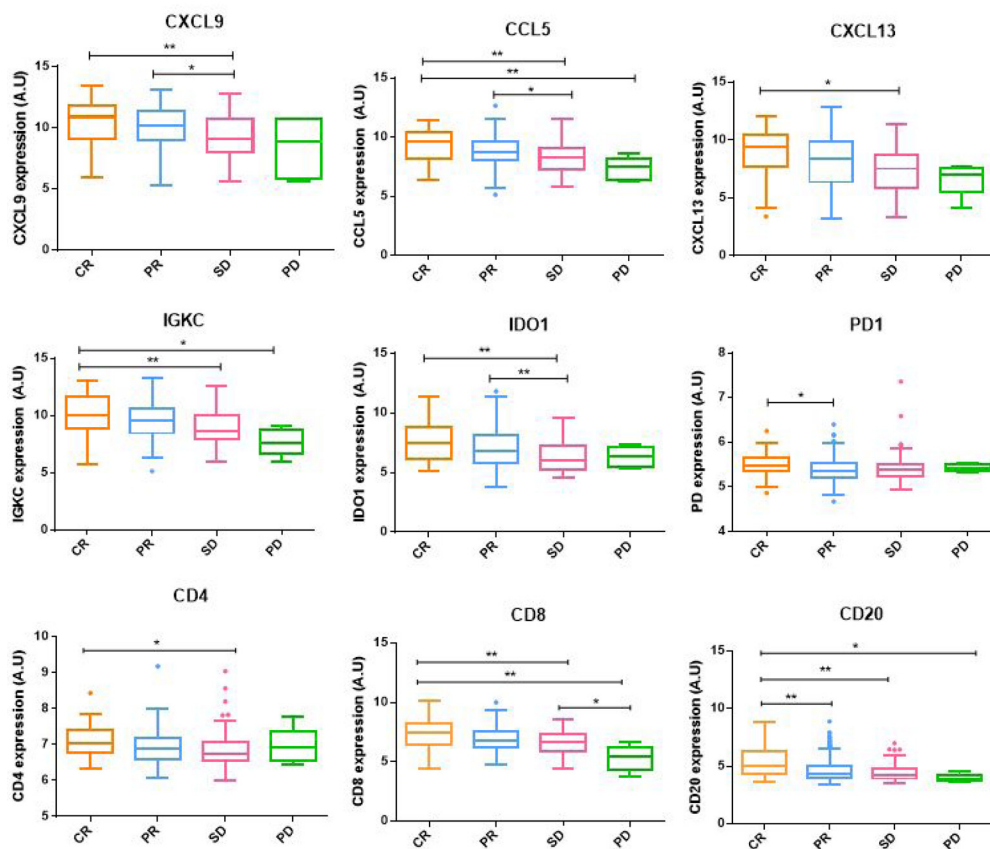 CXCL9
CXCL9 expression (A.U)
15
10
5
0
**
*
CR
PR
SD
PD
CCL5
CCL5 expression (A.U)
15
10
5
0
**
**
*
CR
PR
SD
PD
CXCL13
CXCL13 expression (A.U)
15
10
5
0
*
CR
PR
SD
PD
IGKC
IGKC expression (A.U)
15
10
5
0
*
**
CR
PR
SD
PD
IDO1
IDO1 expression (A.U)
15
10
5
0
**
**
CR
PR
SD
PD
PD1
PD expression (A.U)
8
7
6
5
4
*
CR
PR
SD
PD
CD4
CD4 expression (A.U)
10
9
8
7
6
5
*
CR
PR
SD
PD
CD8
CD8 expression (A.U)
15
10
5
0
**
**
*
CR
PR
SD
PD
CD20
CD20 expression (A.U)
15
10
5
0
*
**
**
CR
PR
SD
PD